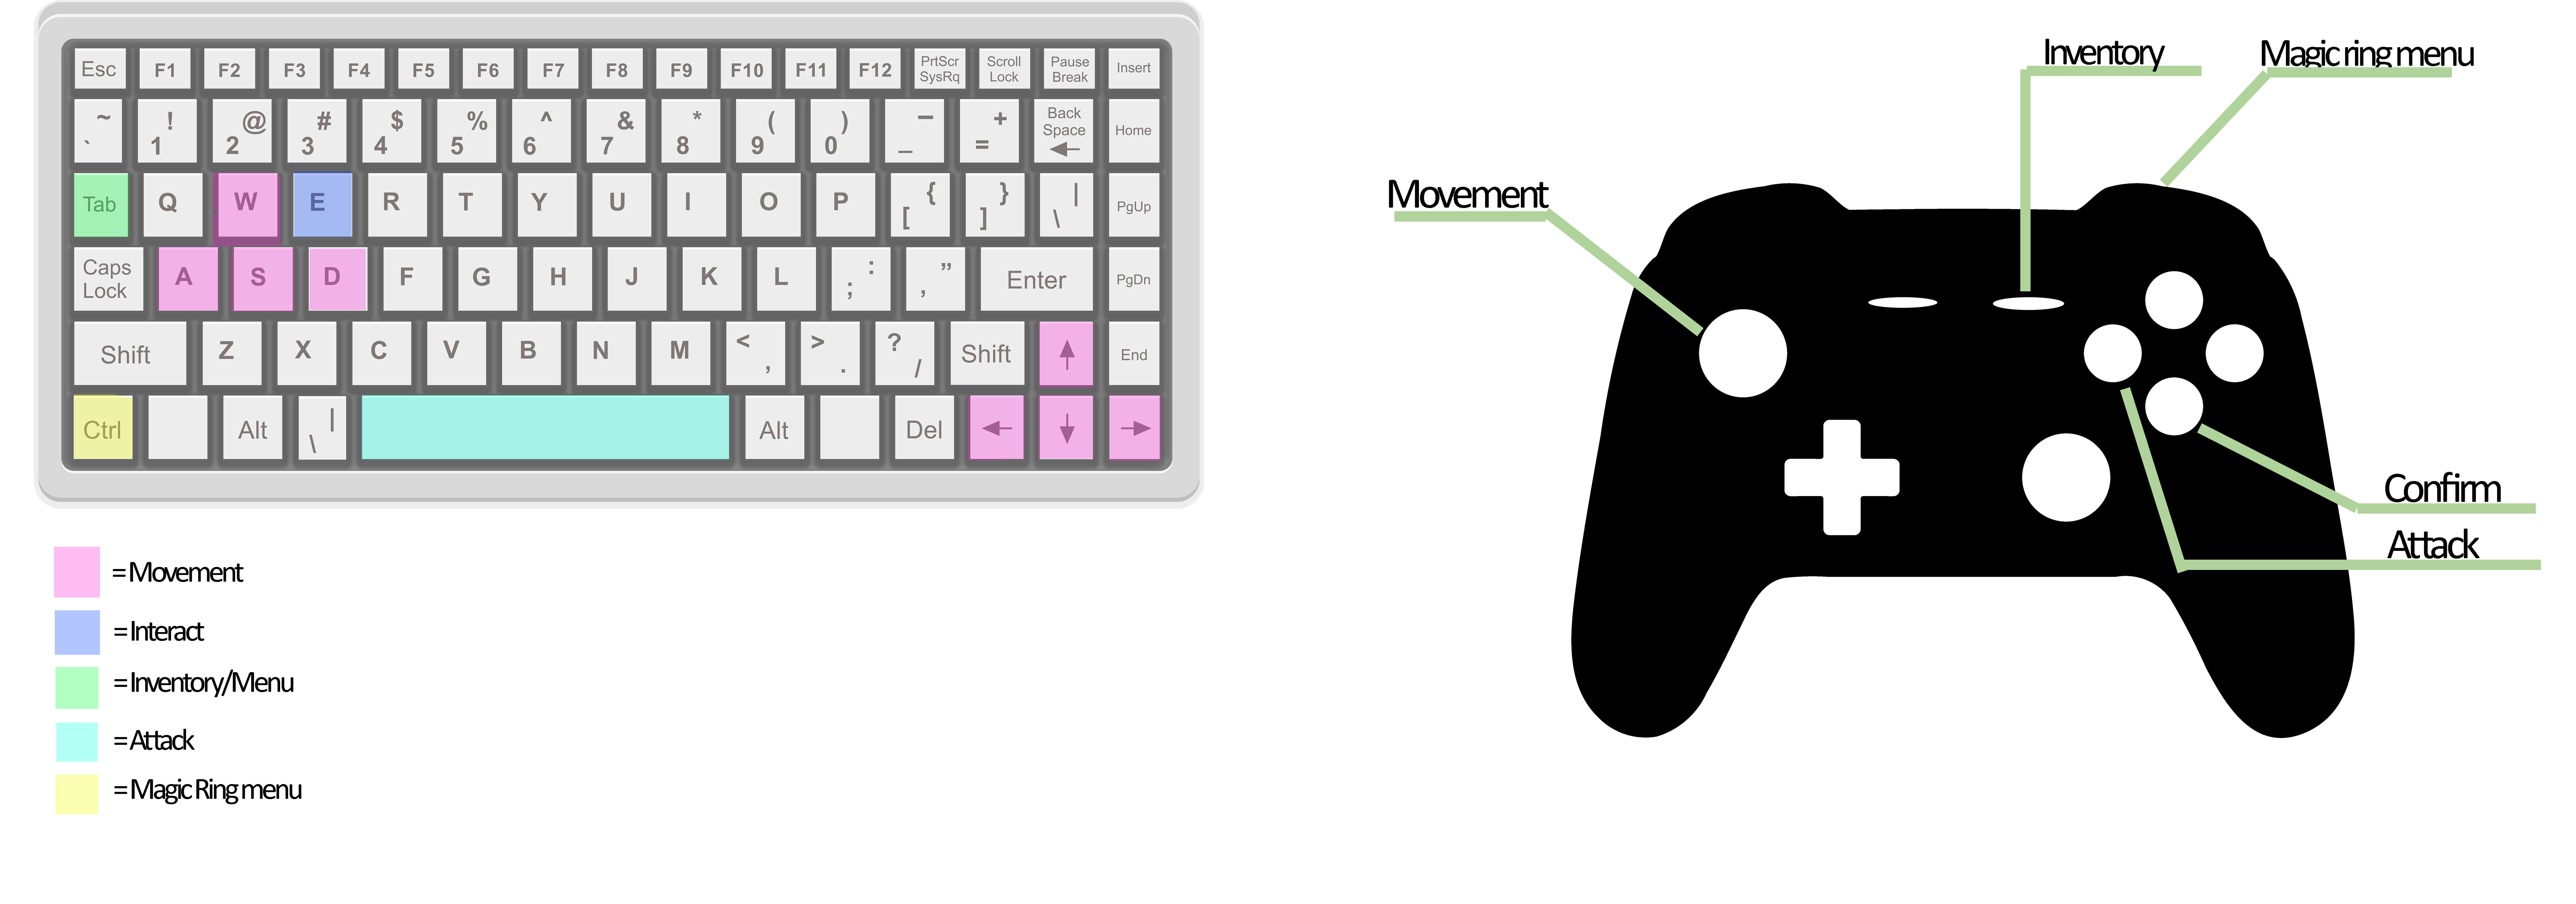 Esc F1 F2 F3 F4 F5 F6 F7 F8 F9 F10 F11 F12 PrtScr SysRq Scroll Lock Pause Break Insert
~ ` ! 1 @ 2 # 3 $ 4 % 5 ^ 6 & 7 * 8 ( 9 ) 0 – _ + = Back Space Home
Tab Q W E R T Y U I O P { [ } ] | \ PgUp
Caps Lock A S D F G H J K L : ; ” , Enter PgDn
Shift Z X C V B N M < , > . ? / Shift ↑ End
Ctrl Alt | \ Alt Del ← ↓ →
= Movement
= Interact
= Inventory/Menu
= Attack
= Magic Ring menu
Inventory
Magic ring menu
Movement
Confirm
Attack